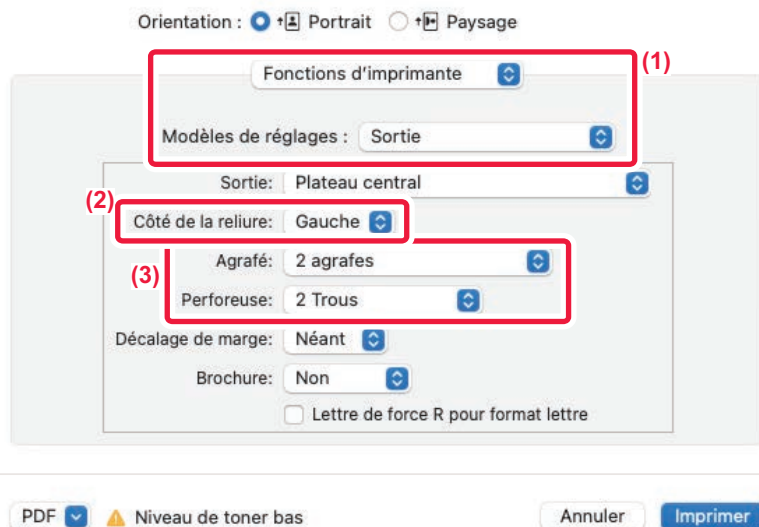 Orientation : Portrait Paysage
(1)
Fonctions d'imprimante
Modèles de réglages : Sortie
Sortie: Plateau central
(2)
Côté de la reliure: Gauche
(3)
Agrafé: 2 agrafes
Perforeuse: 2 Trous
Décalage de marge: Néant
Brochure: Non
Lettre de force R pour format lettre
PDF Niveau de toner bas Annuler Imprimer